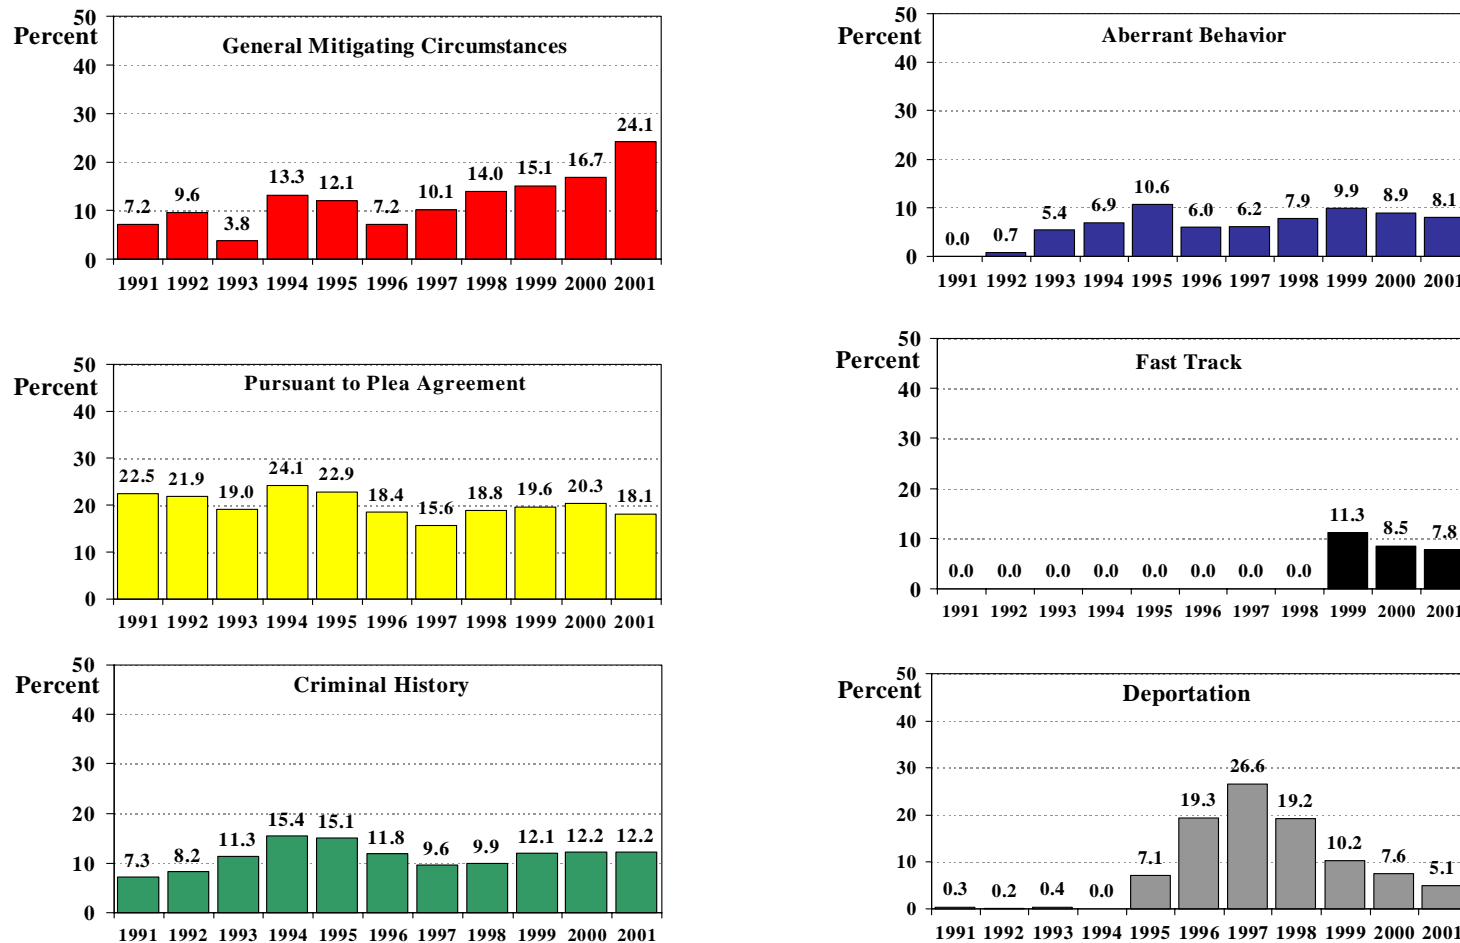 General Mitigating Circumstances
Percent
50
40
30
20
10
0
7.2 9.6 3.8 13.3 12.1 7.2 10.1 14.0 15.1 16.7 24.1
1991 1992 1993 1994 1995 1996 1997 1998 1999 2000 2001
Aberrant Behavior
Percent
50
40
30
20
10
0
0.0 0.7 5.4 6.9 10.6 6.0 6.2 7.9 9.9 8.9 8.1
1991 1992 1993 1994 1995 1996 1997 1998 1999 2000 2001
Pursuant to Plea Agreement
Percent
50
40
30
20
10
0
22.5 21.9 19.0 24.1 22.9 18.4 15.6 18.8 19.6 20.3 18.1
1991 1992 1993 1994 1995 1996 1997 1998 1999 2000 2001
Fast Track
Percent
50
40
30
20
10
0
0.0 0.0 0.0 0.0 0.0 0.0 0.0 0.0 11.3 8.5 7.8
1991 1992 1993 1994 1995 1996 1997 1998 1999 2000 2001
Criminal History
Percent
50
40
30
20
10
0
7.3 8.2 11.3 15.4 15.1 11.8 9.6 9.9 12.1 12.2 12.2
1991 1992 1993 1994 1995 1996 1997 1998 1999 2000 2001
Deportation
Percent
50
40
30
20
10
0
0.3 0.2 0.4 0.0 7.1 19.3 26.6 19.2 10.2 7.6 5.1
1991 1992 1993 1994 1995 1996 1997 1998 1999 2000 2001